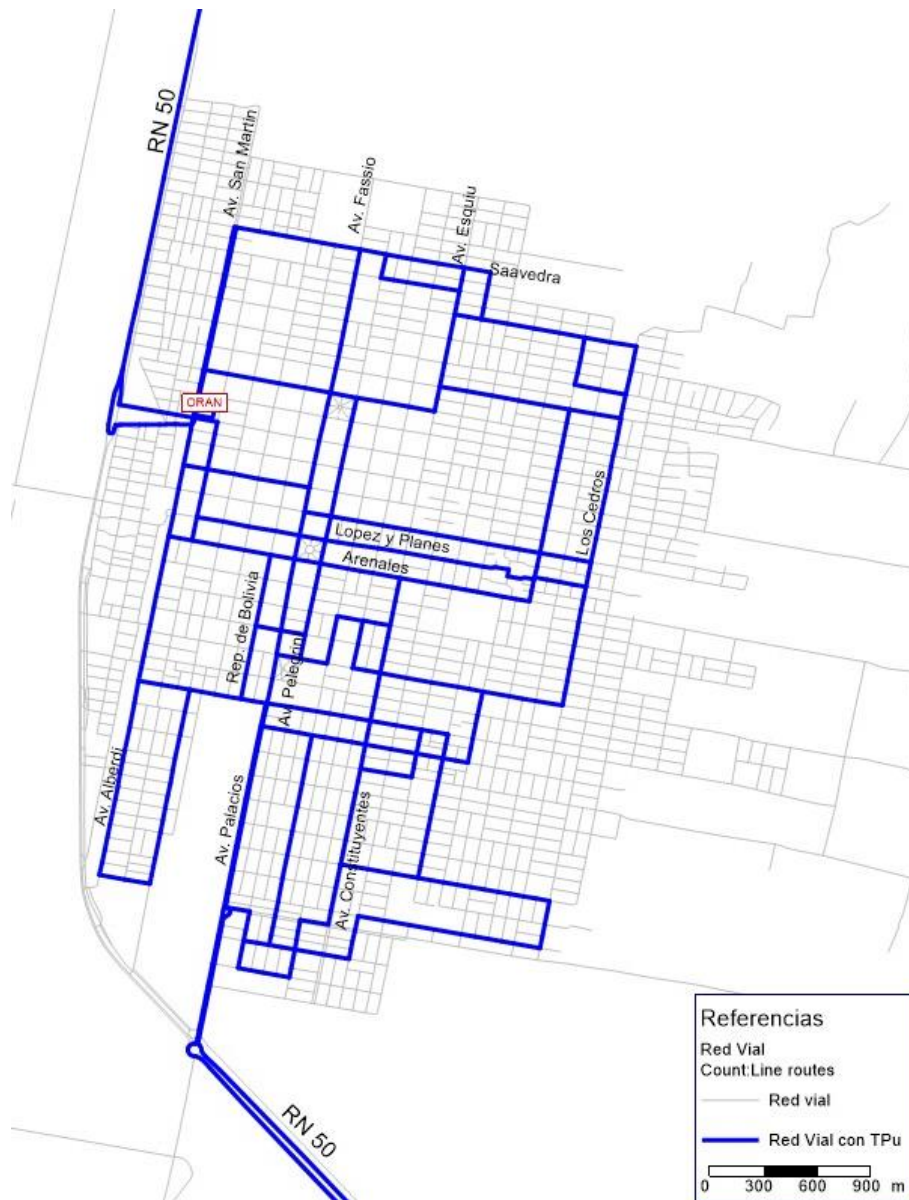 RN 50
Av. San Martin
Av. Fassio
Av. Esquiu
Saavedra
ORAN
Los Cedros
Lopez y Planes
Arenales
Rep. de Bolivia
Av. Pelegrini
Av. Alberdi
Av. Palacios
Av. Constituyentes
RN 50
Referencias
Red Vial
Count:Line routes
Red vial
Red Vial con TPu
0 300 600 900 m